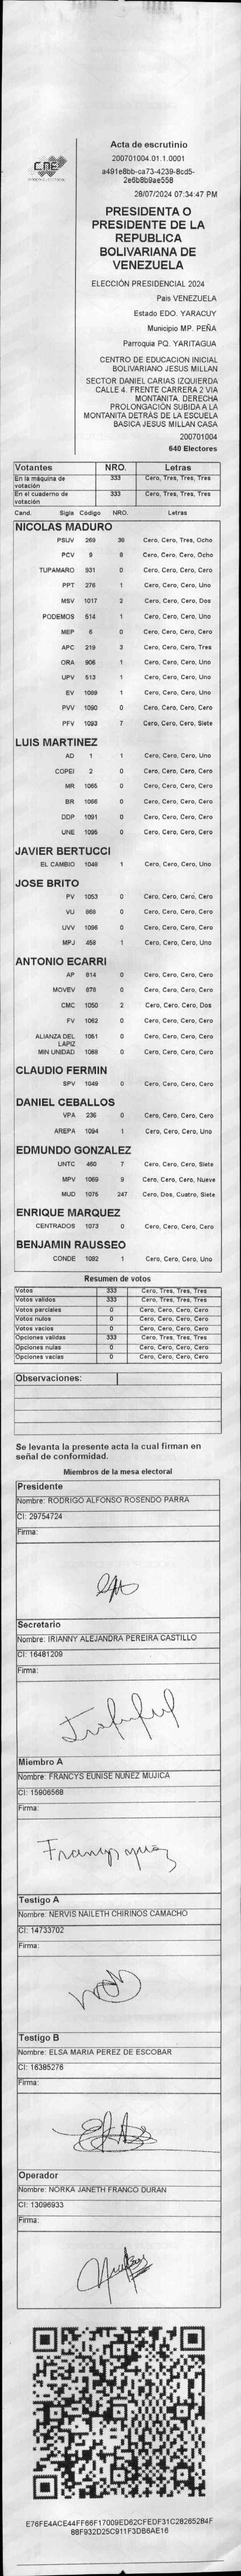 CNE
Acta de escrutinio
200701004.01.1.0001
a491e8bb-ca73-4239-8cd5-
2e6b8b9ae558
28/07/2024 07:34:47 PM
PRESIDENTA O
PRESIDENTE DE LA
REPUBLICA
BOLIVARIANA DE
VENEZUELA
ELECCIÓN PRESIDENCIAL 2024
Pais VENEZUELA
Estado EDO. YARACUY
Municipio MP. PEÑA
Parroquia PQ. YARITAGUA
CENTRO DE EDUCACION INICIAL
BOLIVARIANO JESUS MILLAN
SECTOR DANIEL CARIAS IZQUIERDA
CALLE 4. FRENTE CARRERA 2 VIA
MONTANITA. DERECHA
PROLONGACIÓN SUBIDA A LA
MONTANITA DETRÁS DE LA ESCUELA
BASICA JESUS MILLAN CASA
200701004
640 Electores
Votantes NRO. Letras
En la máquina de votación 333 Cero, Tres, Tres, Tres
En el cuaderno de votación 333 Cero, Tres, Tres, Tres
Cand. Sigla Código NRO. Letras
NICOLAS MADURO
PSUV 269 38 Cero, Cero, Tres, Ocho
PCV 9 8 Cero, Cero, Cero, Ocho
TUPAMARO 931 0 Cero, Cero, Cero, Cero
PPT 276 1 Cero, Cero, Cero, Uno
MSV 1017 2 Cero, Cero, Cero, Dos
PODEMOS 514 1 Cero, Cero, Cero, Uno
MEP 6 0 Cero, Cero, Cero, Cero
APC 219 3 Cero, Cero, Cero, Tres
ORA 906 1 Cero, Cero, Cero, Uno
UPV 513 1 Cero, Cero, Cero, Uno
EV 1089 1 Cero, Cero, Cero, Uno
PVV 1090 0 Cero, Cero, Cero, Cero
PFV 1093 7 Cero, Cero, Cero, Siete
LUIS MARTINEZ
AD 1 1 Cero, Cero, Cero, Uno
COPEI 2 0 Cero, Cero, Cero, Cero
MR 1065 0 Cero, Cero, Cero, Cero
BR 1066 0 Cero, Cero, Cero, Cero
DDP 1091 0 Cero, Cero, Cero, Cero
UNE 1095 0 Cero, Cero, Cero, Cero
JAVIER BERTUCCI
EL CAMBIO 1048 1 Cero, Cero, Cero, Uno
JOSE BRITO
PV 1053 0 Cero, Cero, Cero, Cero
VU 868 0 Cero, Cero, Cero, Cero
UVV 1096 0 Cero, Cero, Cero, Cero
MPJ 458 1 Cero, Cero, Cero, Uno
ANTONIO ECARRI
AP 814 0 Cero, Cero, Cero, Cero
MOVEV 878 0 Cero, Cero, Cero, Cero
CMC 1050 2 Cero, Cero, Cero, Dos
FV 1062 0 Cero, Cero, Cero, Cero
ALIANZA DEL LAPIZ 1061 0 Cero, Cero, Cero, Cero
MIN UNIDAD 1068 0 Cero, Cero, Cero, Cero
CLAUDIO FERMIN
SPV 1049 0 Cero, Cero, Cero, Cero
DANIEL CEBALLOS
VPA 236 0 Cero, Cero, Cero, Cero
AREPA 1094 1 Cero, Cero, Cero, Uno
EDMUNDO GONZALEZ
UNTC 460 7 Cero, Cero, Cero, Siete
MPV 1069 9 Cero, Cero, Cero, Nueve
MUD 1075 247 Cero, Dos, Cuatro, Siete
ENRIQUE MARQUEZ
CENTRADOS 1073 0 Cero, Cero, Cero, Cero
BENJAMIN RAUSSEO
CONDE 1082 1 Cero, Cero, Cero, Uno
Resumen de votos
Votos 333 Cero, Tres, Tres, Tres
Votos validos 333 Cero, Tres, Tres, Tres
Votos parciales 0 Cero, Cero, Cero, Cero
Votos nulos 0 Cero, Cero, Cero, Cero
Votos vacios 0 Cero, Cero, Cero, Cero
Opciones validas 333 Cero, Tres, Tres, Tres
Opciones nulas 0 Cero, Cero, Cero, Cero
Opciones vacias 0 Cero, Cero, Cero, Cero
Observaciones:
Se levanta la presente acta la cual firman en
señal de conformidad.
Miembros de la mesa electoral
Presidente
Nombre: RODRIGO ALFONSO ROSENDO PARRA
CI: 29754724
Firma:
Secretario
Nombre: IRIANNY ALEJANDRA PEREIRA CASTILLO
CI: 16481209
Firma:
Miembro A
Nombre: FRANCYS EUNISE NUNEZ MUJICA
CI: 15906568
Firma:
Testigo A
Nombre: NERVIS NAILETH CHIRINOS CAMACHO
CI: 14733702
Firma:
Testigo B
Nombre: ELSA MARIA PEREZ DE ESCOBAR
CI: 16385276
Firma:
Operador
Nombre: NORKA JANETH FRANCO DURAN
CI: 13096933
Firma:
E76FE4ACE44FF66F17009ED62CFEDF31C282652B4F
88F932D25C911F3DB6AE16